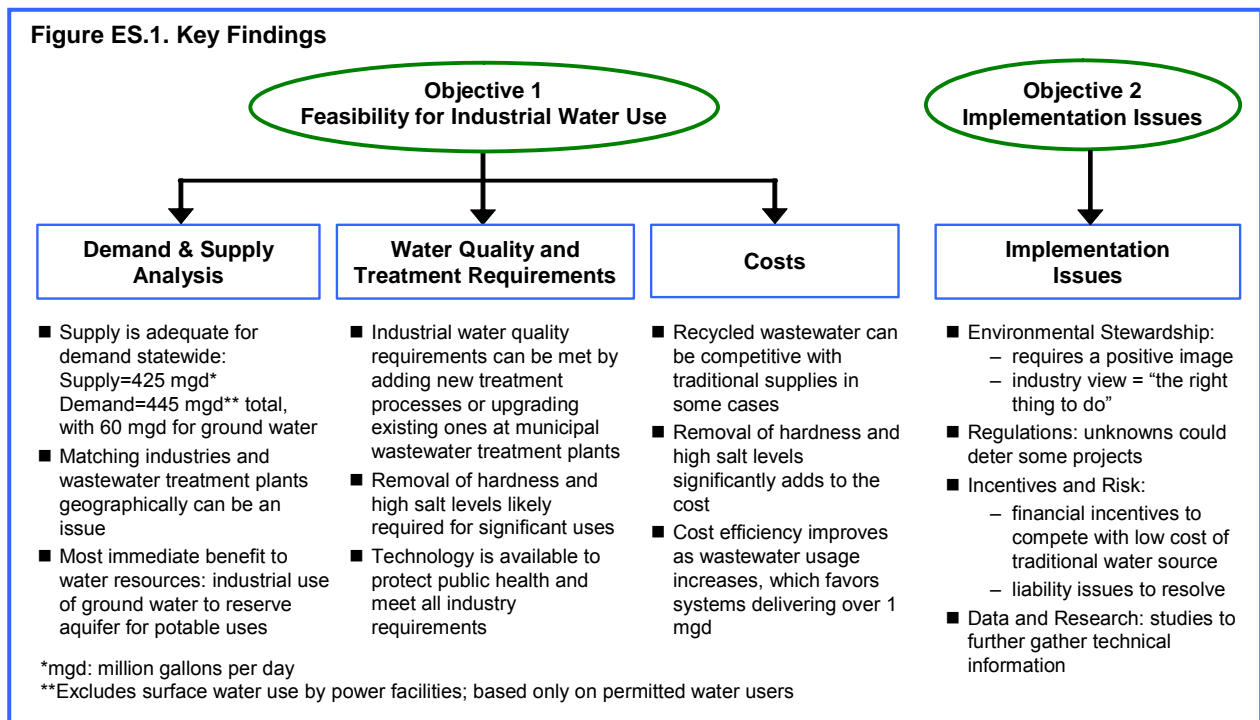 Figure ES.1. Key Findings
Objective 1
Feasibility for Industrial Water Use
Objective 2
Implementation Issues
Demand & Supply
Analysis
■ Supply is adequate for
demand statewide:
Supply=425 mgd*
Demand=445 mgd** total,
with 60 mgd for ground water
■ Matching industries and
wastewater treatment plants
geographically can be an
issue
■ Most immediate benefit to
water resources: industrial use
of ground water to reserve
aquifer for potable uses
Water Quality and
Treatment Requirements
■ Industrial water quality
requirements can be met by
adding new treatment
processes or upgrading
existing ones at municipal
wastewater treatment plants
■ Removal of hardness and
high salt levels likely
required for significant uses
■ Technology is available to
protect public health and
meet all industry
requirements
Costs
■ Recycled wastewater can
be competitive with
traditional supplies in
some cases
■ Removal of hardness and
high salt levels
significantly adds to the
cost
■ Cost efficiency improves
as wastewater usage
increases, which favors
systems delivering over 1
mgd
Implementation
Issues
■ Environmental Stewardship:
– requires a positive image
– industry view = “the right
thing to do”
■ Regulations: unknowns could
deter some projects
■ Incentives and Risk:
– financial incentives to
compete with low cost of
traditional water source
– liability issues to resolve
■ Data and Research: studies to
further gather technical
information
*mgd: million gallons per day
**Excludes surface water use by power facilities; based only on permitted water users